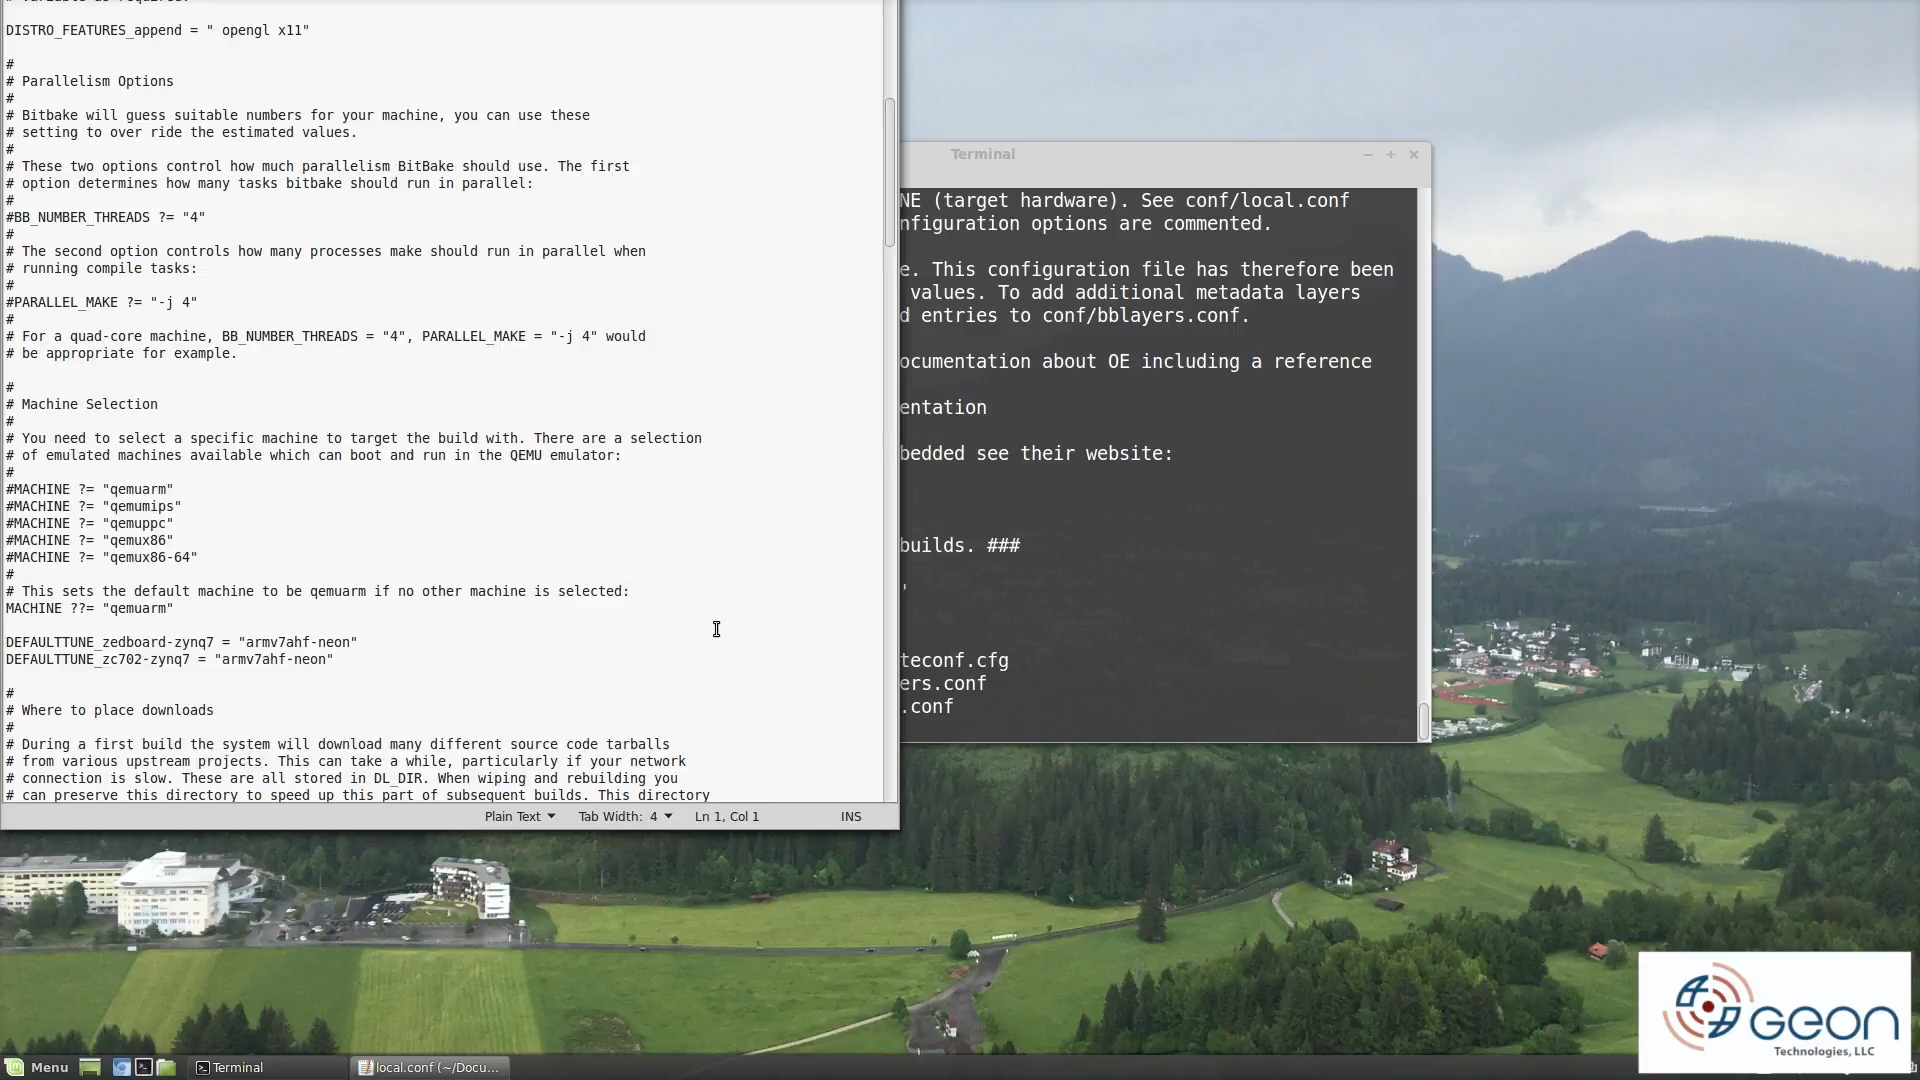 DISTRO_FEATURES_append = " opengl x11"
#
# Parallelism Options
#
# Bitbake will guess suitable numbers for your machine, you can use these
# setting to over ride the estimated values.
#
# These two options control how much parallelism BitBake should use. The first
# option determines how many tasks bitbake should run in parallel:
#
#BB_NUMBER_THREADS ?= "4"
#
# The second option controls how many processes make should run in parallel when
# running compile tasks:
#
#PARALLEL_MAKE ?= "-j 4"
#
# For a quad-core machine, BB_NUMBER_THREADS = "4", PARALLEL_MAKE = "-j 4" would
# be appropriate for example.
#
# Machine Selection
#
# You need to select a specific machine to target the build with. There are a selection
# of emulated machines available which can boot and run in the QEMU emulator:
#
#MACHINE ?= "qemuarm"
#MACHINE ?= "qemumips"
#MACHINE ?= "qemuppc"
#MACHINE ?= "qemux86"
#MACHINE ?= "qemux86-64"
#
# This sets the default machine to be qemuarm if no other machine is selected:
MACHINE ??= "qemuarm"
DEFAULTTUNE_zedboard-zynq7 = "armv7ahf-neon"
DEFAULTTUNE_zc702-zynq7 = "armv7ahf-neon"
#
# Where to place downloads
#
# During a first build the system will download many different source code tarballs
# from various upstream projects. This can take a while, particularly if your network
# connection is slow. These are all stored in DL_DIR. When wiping and rebuilding you
# can preserve this directory to speed up this part of subsequent builds. This directory
Plain Text Tab Width: 4 Ln 1, Col 1 INS
Terminal
NE (target hardware). See conf/local.conf
nfiguration options are commented.
e. This configuration file has therefore been
values. To add additional metadata layers
d entries to conf/bblayers.conf.
ocumentation about OE including a reference
entation
bedded see their website:
builds. ###
'
teconf.cfg
ers.conf
.conf
Geon
Technologies, LLC
Menu
Terminal
local.conf (~/Docu...